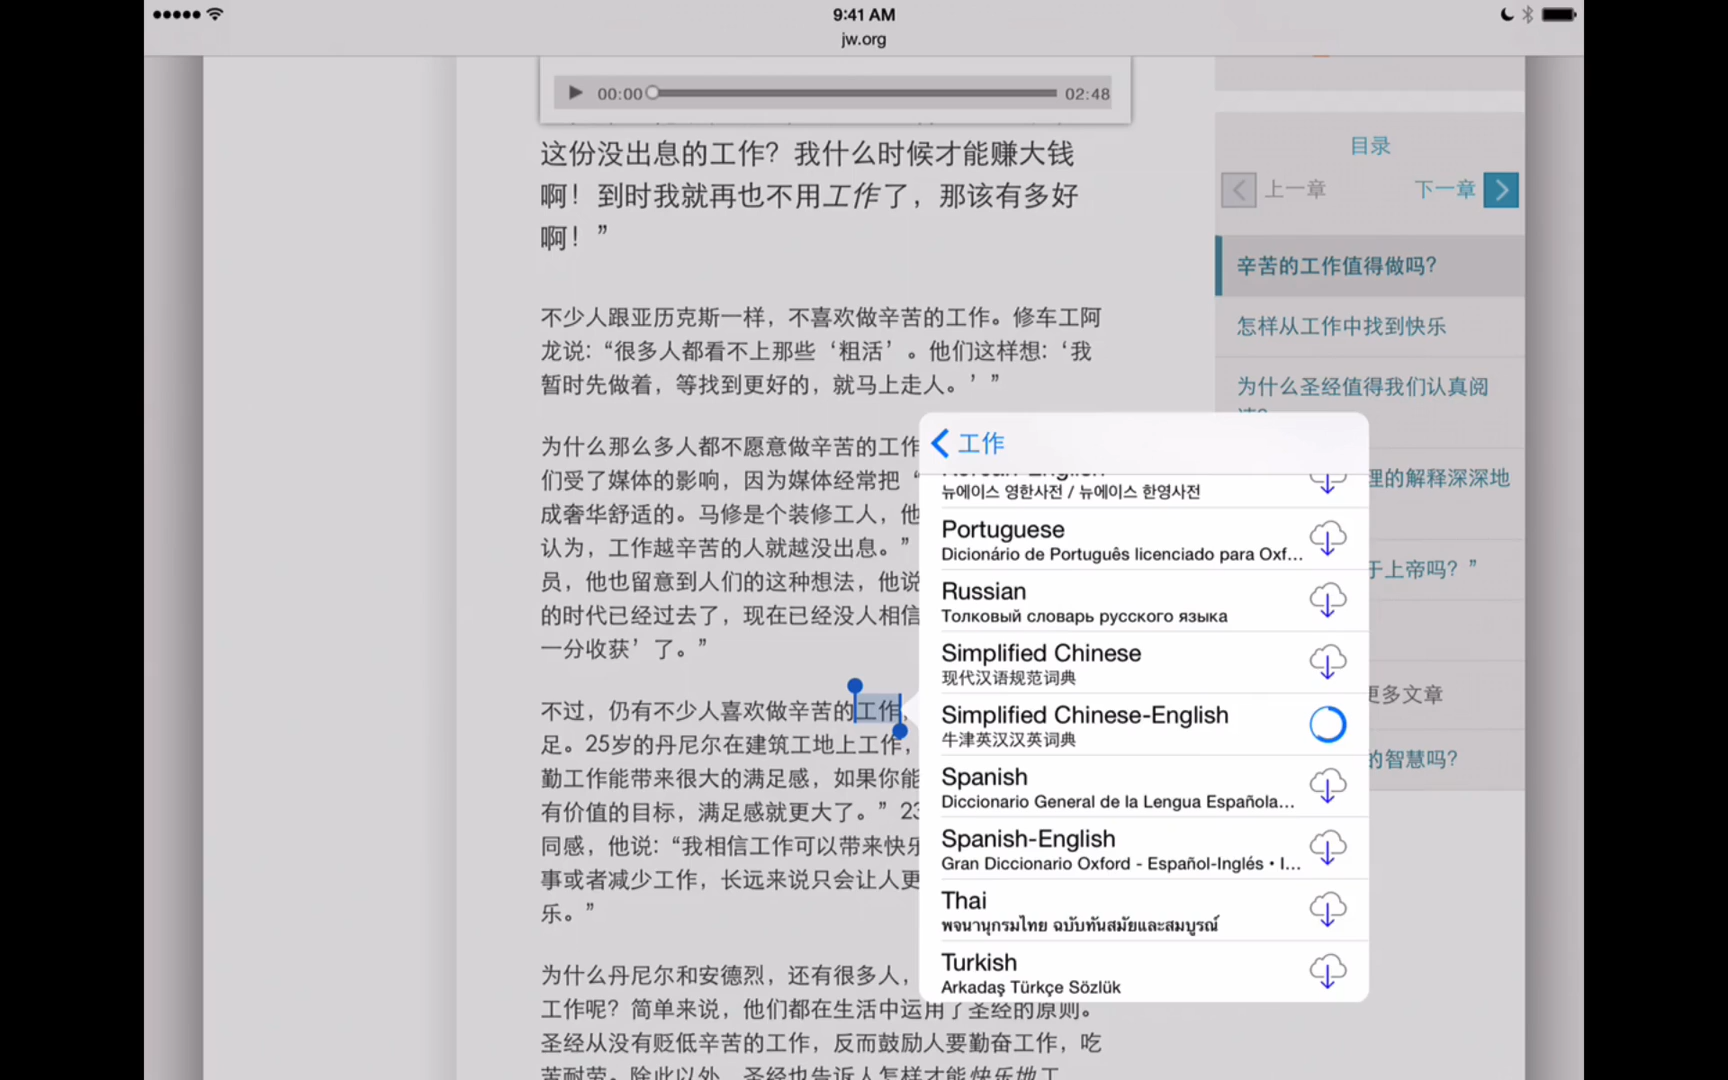 9:41 AM
jw.org
00:00
02:48
这份没出息的工作？我什么时候才能赚大钱
啊！到时我就再也不用工作了，那该有多好
啊！”
不少人跟亚历克斯一样，不喜欢做辛苦的工作。修车工阿
龙说：“很多人都看不上那些‘粗活’。他们这样想：‘我
暂时先做着，等找到更好的，就马上走人。’”
为什么那么多人都不愿意做辛苦的工作
们受了媒体的影响，因为媒体经常把“
成奢华舒适的。马修是个装修工人，他
认为，工作越辛苦的人就越没出息。”
员，他也留意到人们的这种想法，他说
的时代已经过去了，现在已经没人相信
一分收获’了。”
不过，仍有不少人喜欢做辛苦的工作，
足。25岁的丹尼尔在建筑工地上工作，
勤工作能带来很大的满足感，如果你能
有价值的目标，满足感就更大了。”23
同感，他说：“我相信工作可以带来快乐
事或者减少工作，长远来说只会让人更
乐。”
为什么丹尼尔和安德烈，还有很多人，
工作呢？简单来说，他们都在生活中运用了圣经的原则。
圣经从没有贬低辛苦的工作，反而鼓励人要勤奋工作，吃
苦耐劳。除此以外，圣经也告诉人怎样才能快乐地工
目录
上一章
下一章
辛苦的工作值得做吗？
怎样从工作中找到快乐
为什么圣经值得我们认真阅
读？
理的解释深深地
于上帝吗？”
更多文章
的智慧吗？
工作
Korean-English
뉴에이스 영한사전 / 뉴에이스 한영사전
Portuguese
Dicionário de Português licenciado para Oxf...
Russian
Толковый словарь русского языка
Simplified Chinese
现代汉语规范词典
Simplified Chinese-English
牛津英汉汉英词典
Spanish
Diccionario General de la Lengua Española...
Spanish-English
Gran Diccionario Oxford - Español-Inglés • I...
Thai
พจนานุกรมไทย ฉบับทันสมัยและสมบูรณ์
Turkish
Arkadaş Türkçe Sözlük